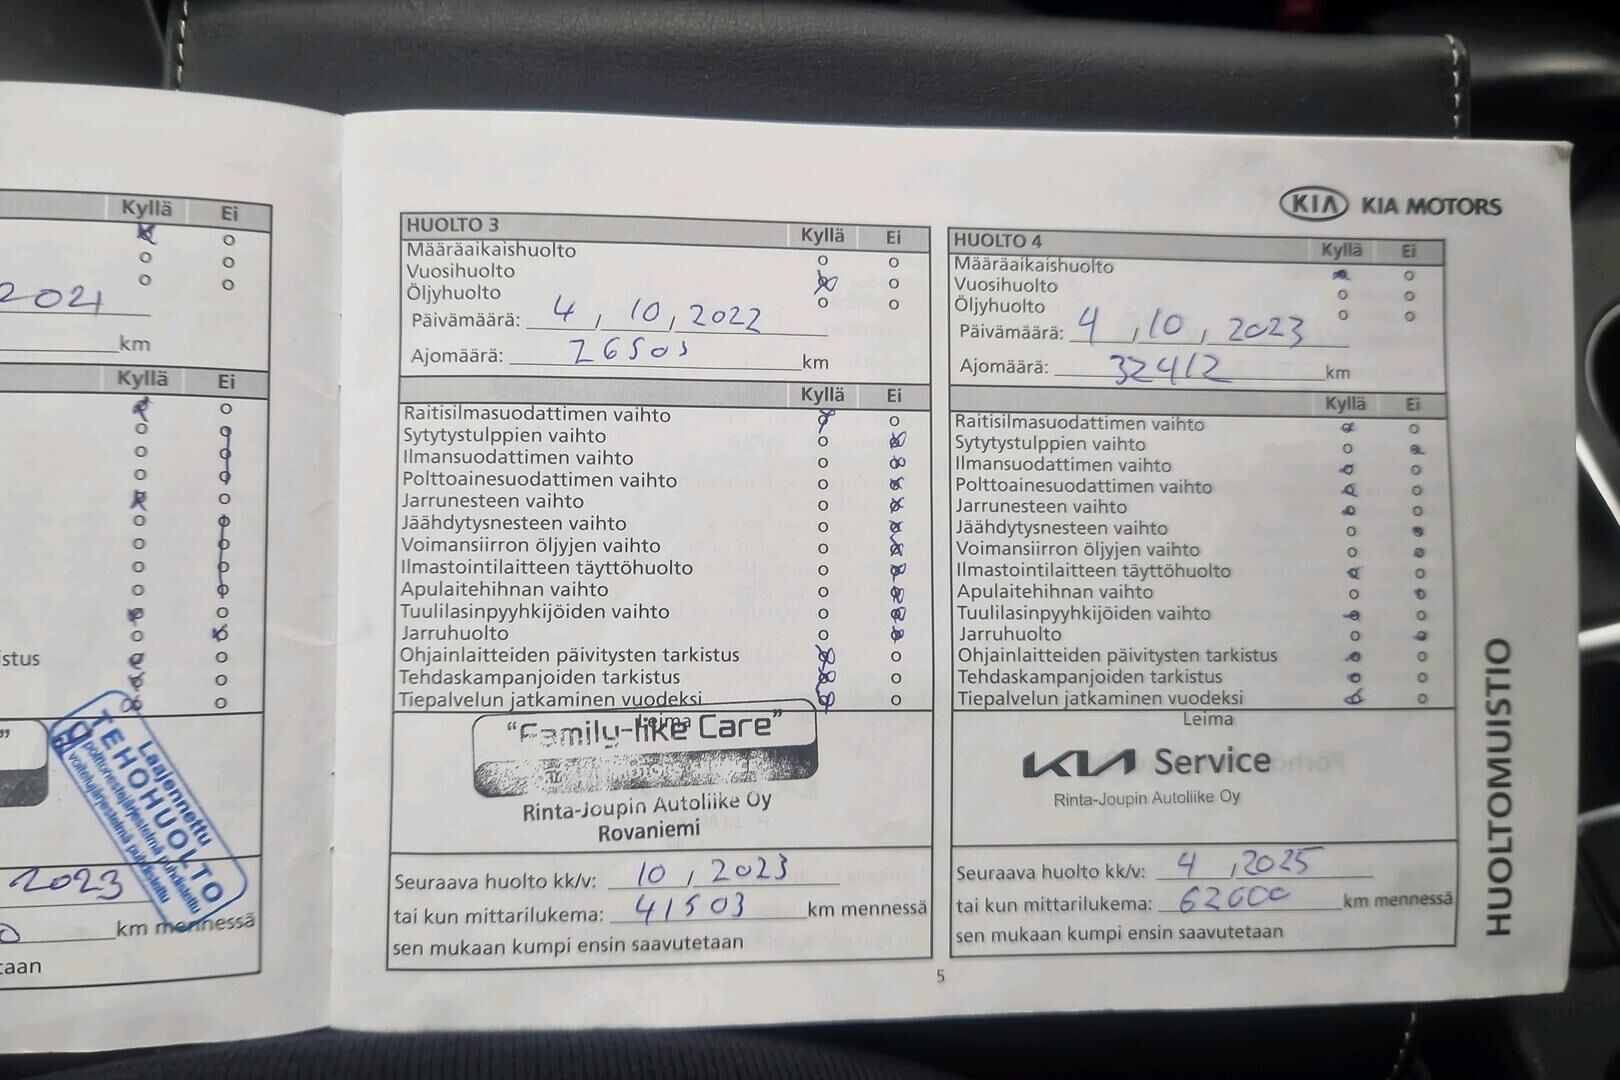 Kyllä Ei
2021
km
Kyllä Ei
istus
Laajennettu
TEHOHUOLTO
polttonestejärjestelmä puhdistettu
voitelujärjestelmä puhdistettu
2023
km mennessä
taan
KIA KIA MOTORS
HUOLTO 3 Kyllä Ei
Määräaikaishuolto
Vuosihuolto
Öljyhuolto
Päivämäärä: 4, 10, 2022
Ajomäärä: 26503 km
Kyllä Ei
Raitisilmasuodattimen vaihto
Sytytystulppien vaihto
Ilmansuodattimen vaihto
Polttoainesuodattimen vaihto
Jarrunesteen vaihto
Jäähdytysnesteen vaihto
Voimansiirron öljyjen vaihto
Ilmastointilaitteen täyttöhuolto
Apulaitehihnan vaihto
Tuulilasinpyyhkijöiden vaihto
Jarruhuolto
Ohjainlaitteiden päivitysten tarkistus
Tehdaskampanjoiden tarkistus
Tiepalvelun jatkaminen vuodeksi
Leima
"Family-like Care"
Rinta-Joupin Autoliike Oy
Rovaniemi
Seuraava huolto kk/v: 10, 2023
tai kun mittarilukema: 41503 km mennessä
sen mukaan kumpi ensin saavutetaan
HUOLTO 4 Kyllä Ei
Määräaikaishuolto
Vuosihuolto
Öljyhuolto
Päivämäärä: 4, 10, 2023
Ajomäärä: 32412 km
Kyllä Ei
Raitisilmasuodattimen vaihto
Sytytystulppien vaihto
Ilmansuodattimen vaihto
Polttoainesuodattimen vaihto
Jarrunesteen vaihto
Jäähdytysnesteen vaihto
Voimansiirron öljyjen vaihto
Ilmastointilaitteen täyttöhuolto
Apulaitehihnan vaihto
Tuulilasinpyyhkijöiden vaihto
Jarruhuolto
Ohjainlaitteiden päivitysten tarkistus
Tehdaskampanjoiden tarkistus
Tiepalvelun jatkaminen vuodeksi
Leima
KIA Service
Rinta-Joupin Autoliike Oy
Seuraava huolto kk/v: 4, 2025
tai kun mittarilukema: 62600 km mennessä
sen mukaan kumpi ensin saavutetaan
HUOLTOMUISTIO
5